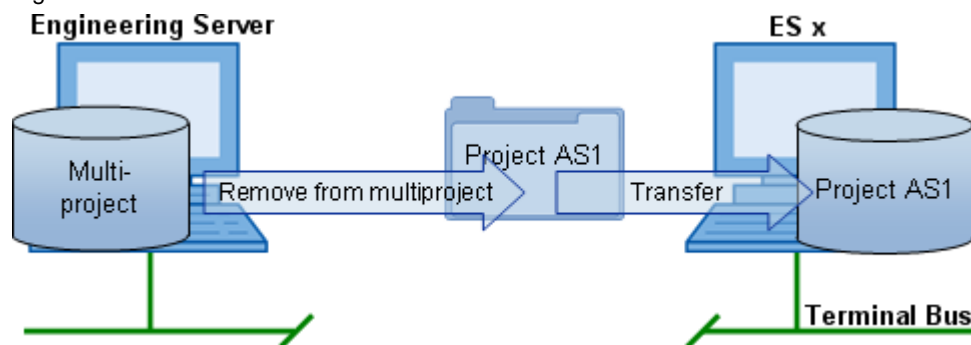 Engineering Server
ES x
Multi-
project
Remove from multiproject
Project AS1
Transfer
Project AS1
Terminal Bus